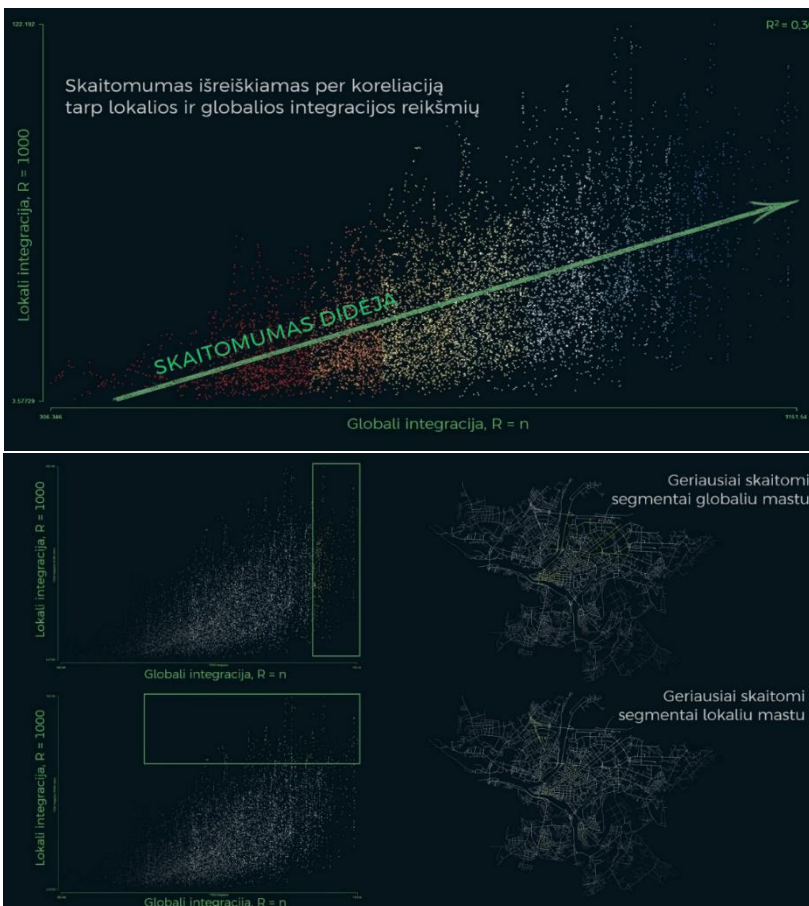 122.192
R² = 0,3
Skaitomumas išreiškiamas per koreliaciją
tarp lokalios ir globalios integracijos reikšmių
Lokali integracija, R = 1000
SKAITOMUMAS DIDĖJA
Globali integracija, R = n
Geriausiai skaitomi
segmentai globaliu mastu
Lokali integracija, R = 1000
Globali integracija, R = n
Geriausiai skaitomi
segmentai lokaliu mastu
Lokali integracija, R = 1000
Globali integracija, R = n